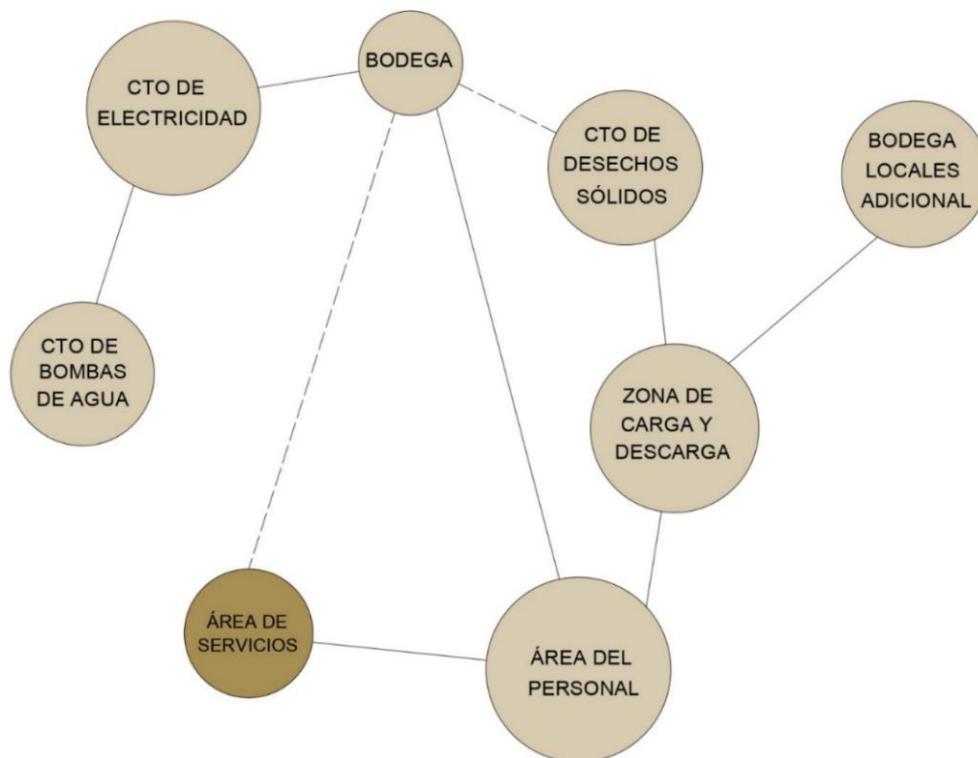 BODEGA
CTO DE
ELECTRICIDAD
CTO DE
DESECHOS
SÓLIDOS
BODEGA
LOCALES
ADICIONAL
CTO DE
BOMBAS
DE AGUA
ZONA DE
CARGA Y
DESCARGA
ÁREA DE
SERVICIOS
ÁREA DEL
PERSONAL